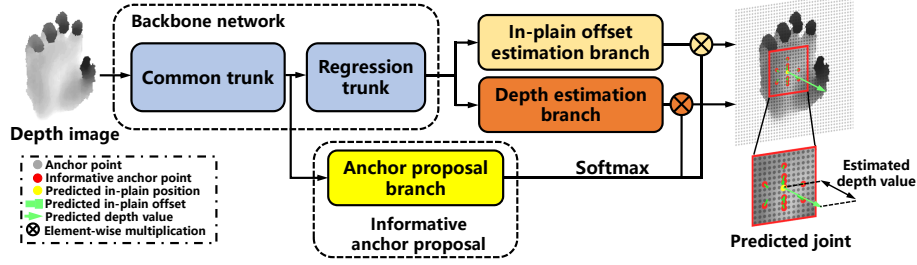 Backbone network
Common trunk
Regression
trunk
In-plain offset
estimation branch
Depth estimation
branch
Depth image
Anchor point
Informative anchor point
Predicted in-plain position
Predicted in-plain offset
Predicted depth value
Element-wise multiplication
Anchor proposal
branch
Softmax
Informative
anchor proposal
Estimated
depth value
Predicted joint